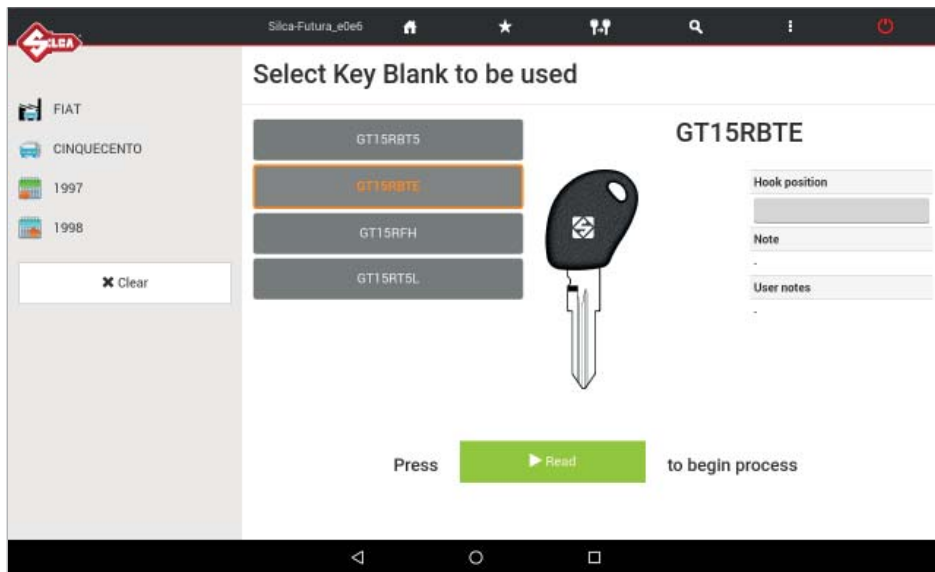 Silca-Futura_e0e6
SILCA
Select Key Blank to be used
FIAT
CINQUECENTO
1997
1998
Clear
GT15RBT5
GT15RBTE
GT15RFH
GT15RT5L
GT15RBTE
Hook position
Note
-
User notes
-
Press Read to begin process